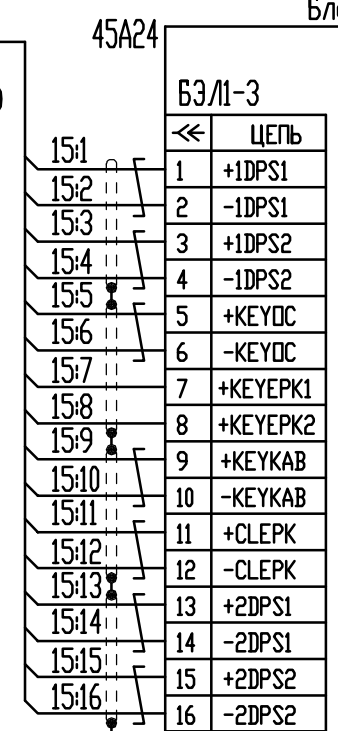 45А24
БЭЛ1-3
ЦЕПЬ
15:1 1 +1DPS1
15:2 2 -1DPS1
15:3 3 +1DPS2
15:4 4 -1DPS2
15:5 5 +KEYOC
15:6 6 -KEYOC
15:7 7 +KEYEPK1
15:8 8 +KEYEPK2
15:9 9 +KEYKAB
15:10 10 -KEYKAB
15:11 11 +CLEPK
15:12 12 -CLEPK
15:13 13 +2DPS1
15:14 14 -2DPS1
15:15 15 +2DPS2
15:16 16 -2DPS2